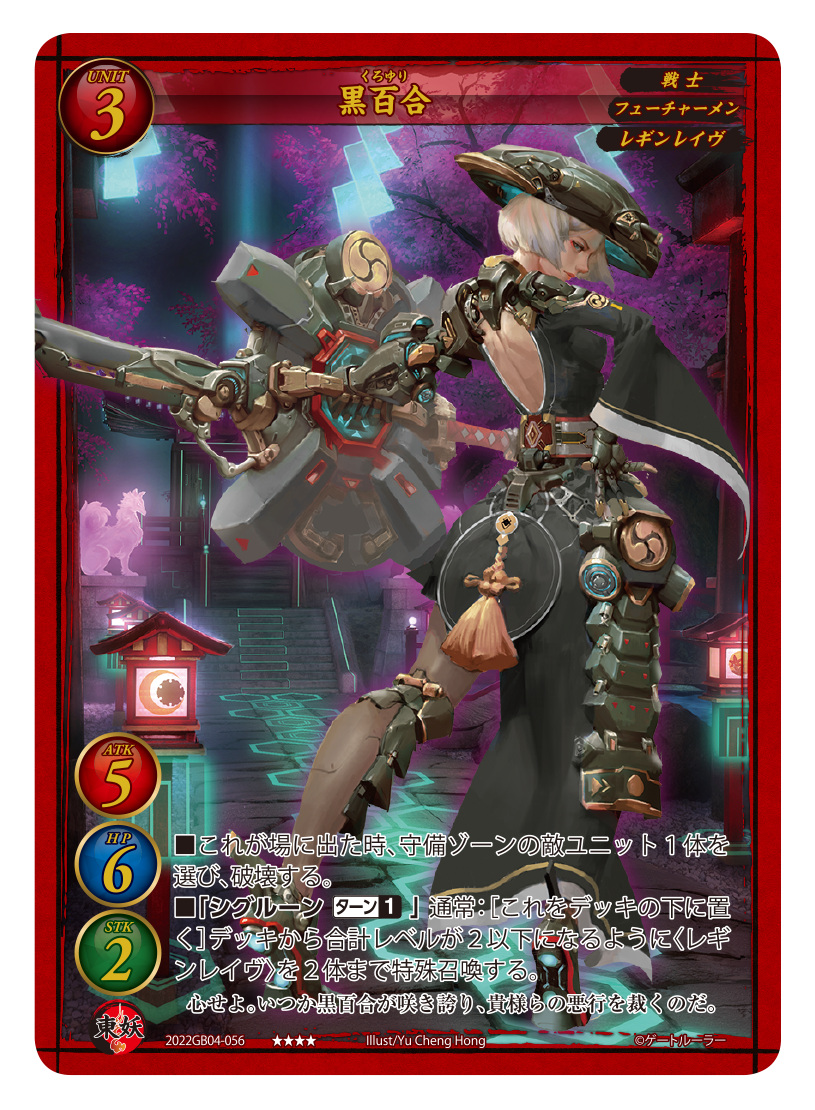 UNIT
3
くろゆり
黒百合
戦士
フューチャーメン
レギンレイヴ
ATK
5
HP
6
STK
2
■これが場に出た時、守備ゾーンの敵ユニット1体を
選び、破壊する。
■「シグルーン ターン1 」通常：[これをデッキの下に置
く]デッキから合計レベルが2以下になるように〈レギ
ンレイヴ〉を2体まで特殊召喚する。
心せよ。いつか黒百合が咲き誇り、貴様らの悪行を裁くのだ。
東妖
2022GB04-056 ★★★★ Illust/Yu Cheng Hong ©ゲートルーラー